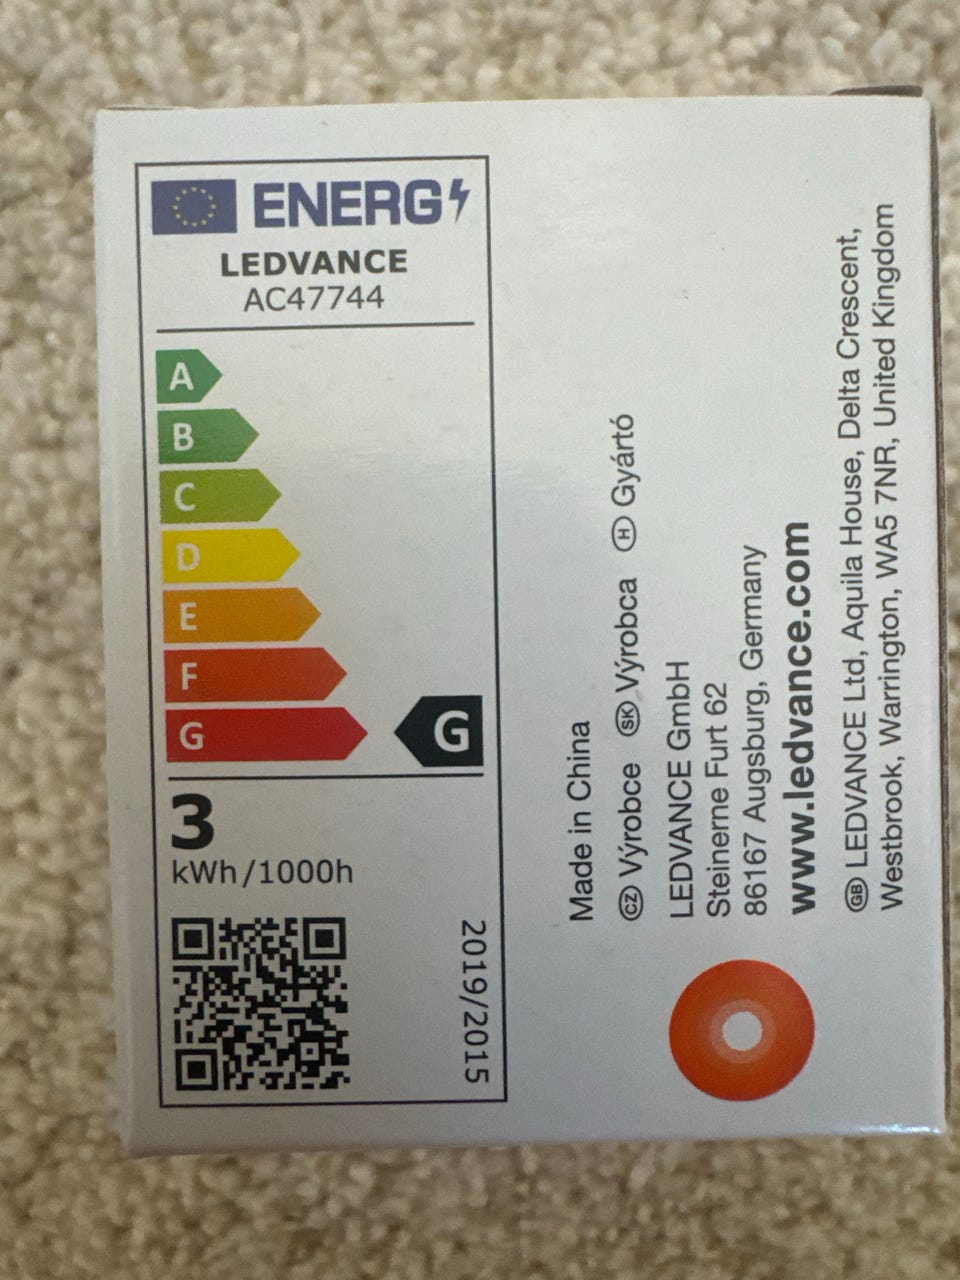 ENERG
LEDVANCE
AC47744
A
B
C
D
E
F
G
G
3
kWh/1000h
2019/2015
Made in China
CZ Výrobce SK Výrobca H Gyártó
LEDVANCE GmbH
Steinerne Furt 62
86167 Augsburg, Germany
www.ledvance.com
GB LEDVANCE Ltd, Aquila House, Delta Crescent,
Westbrook, Warrington, WA5 7NR, United Kingdom